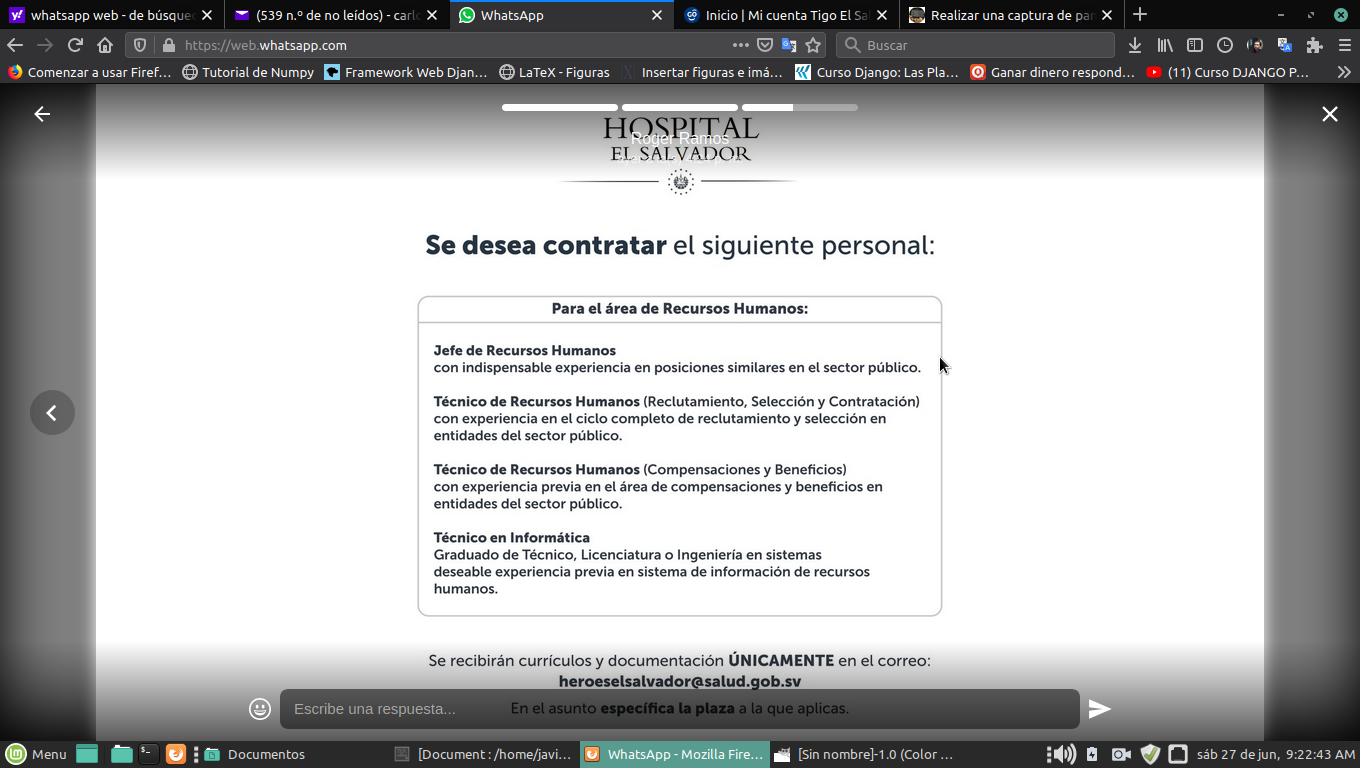 whatsapp web - de búsque
(539 n.º de no leídos) - carlo
WhatsApp
Inicio | Mi cuenta Tigo El Sa
Realizar una captura de pan
https://web.whatsapp.com
Buscar
Comenzar a usar Firef…
Tutorial de Numpy
Framework Web Djan…
LaTeX - Figuras
Insertar figuras e imá…
Curso Django: Las Pla…
Ganar dinero respond…
(11) Curso DJANGO P…
HOSPITAL
Roger Ramos
EL SALVADOR
Se desea contratar el siguiente personal:
Para el área de Recursos Humanos:
Jefe de Recursos Humanos
con indispensable experiencia en posiciones similares en el sector público.
Técnico de Recursos Humanos (Reclutamiento, Selección y Contratación)
con experiencia en el ciclo completo de reclutamiento y selección en
entidades del sector público.
Técnico de Recursos Humanos (Compensaciones y Beneficios)
con experiencia previa en el área de compensaciones y beneficios en
entidades del sector público.
Técnico en Informática
Graduado de Técnico, Licenciatura o Ingeniería en sistemas
deseable experiencia previa en sistema de información de recursos
humanos.
Se recibirán currículos y documentación ÚNICAMENTE en el correo:
heroeselsalvador@salud.gob.sv
Escribe una respuesta...
En el asunto específica la plaza a la que aplicas.
Menu
Documentos
[Document : /home/javi…
WhatsApp - Mozilla Fire…
[Sin nombre]-1.0 (Color …
sáb 27 de jun, 9:22:43 AM